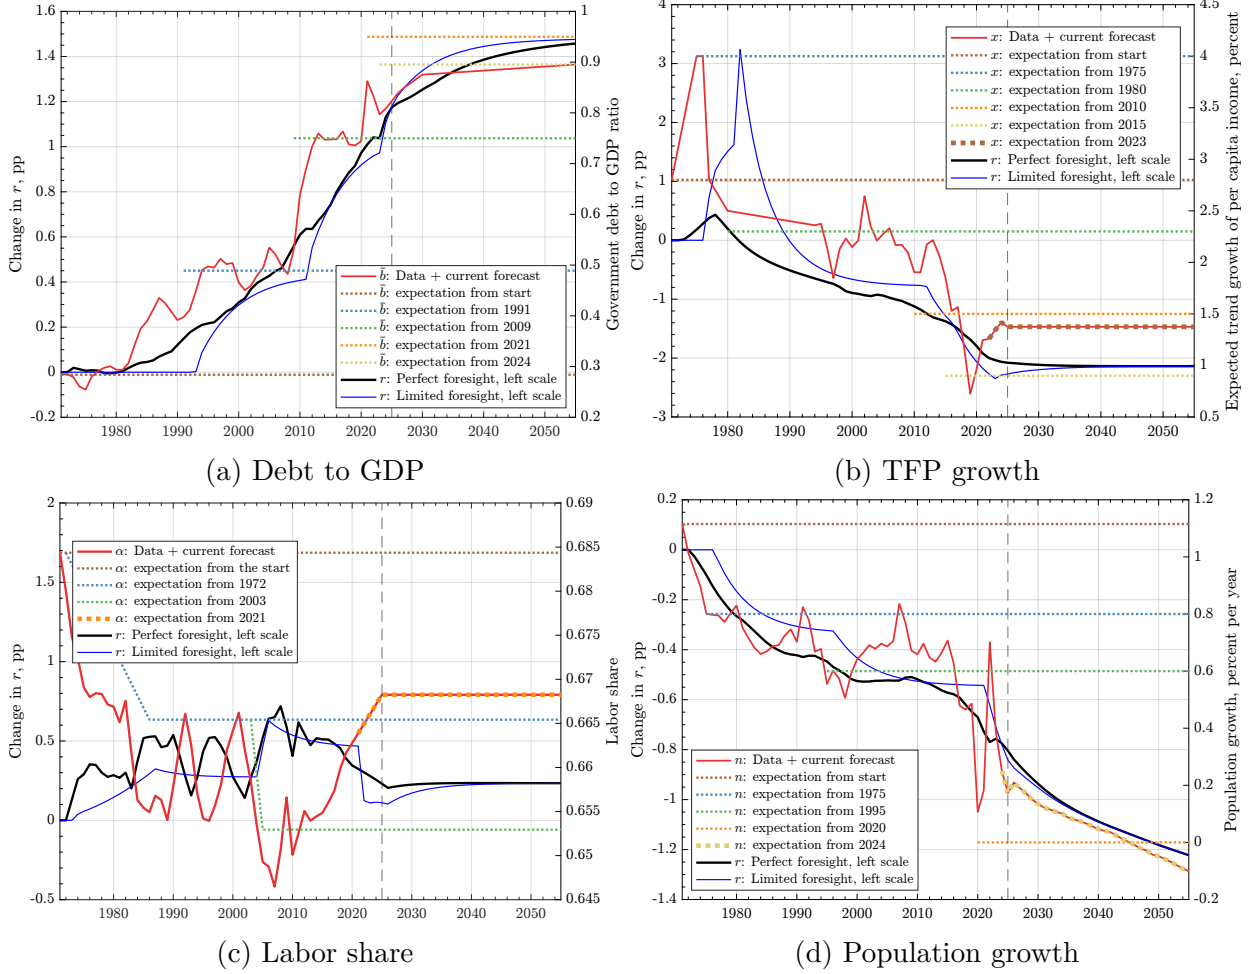 1.6
1.4
1.2
1
0.8
0.6
0.4
0.2
0
-0.2
Change in r, pp
1
0.9
0.8
0.7
0.6
0.5
0.4
0.3
0.2
Government debt to GDP ratio
b̄: Data + current forecast
b̄: expectation from start
b̄: expectation from 1991
b̄: expectation from 2009
b̄: expectation from 2021
b̄: expectation from 2024
r: Perfect foresight, left scale
r: Limited foresight, left scale
1980 1990 2000 2010 2020 2030 2040 2050
(a) Debt to GDP
4
3
2
1
0
-1
-2
-3
Change in r, pp
4.5
4
3.5
3
2.5
2
1.5
1
0.5
Expected trend growth of per capita income, percent
x: Data + current forecast
x: expectation from start
x: expectation from 1975
x: expectation from 1980
x: expectation from 2010
x: expectation from 2015
x: expectation from 2023
r: Perfect foresight, left scale
r: Limited foresight, left scale
1980 1990 2000 2010 2020 2030 2040 2050
(b) TFP growth
2
1.5
1
0.5
0
-0.5
Change in r, pp
0.69
0.685
0.68
0.675
0.67
0.665
0.66
0.655
0.65
0.645
Labor share
α: Data + current forecast
α: expectation from the start
α: expectation from 1972
α: expectation from 2003
α: expectation from 2021
r: Perfect foresight, left scale
r: Limited foresight, left scale
1980 1990 2000 2010 2020 2030 2040 2050
(c) Labor share
0.2
0
-0.2
-0.4
-0.6
-0.8
-1
-1.2
-1.4
Change in r, pp
1.2
1
0.8
0.6
0.4
0.2
0
-0.2
Population growth, percent per year
n: Data + current forecast
n: expectation from start
n: expectation from 1975
n: expectation from 1995
n: expectation from 2020
n: expectation from 2024
r: Perfect foresight, left scale
r: Limited foresight, left scale
1980 1990 2000 2010 2020 2030 2040 2050
(d) Population growth